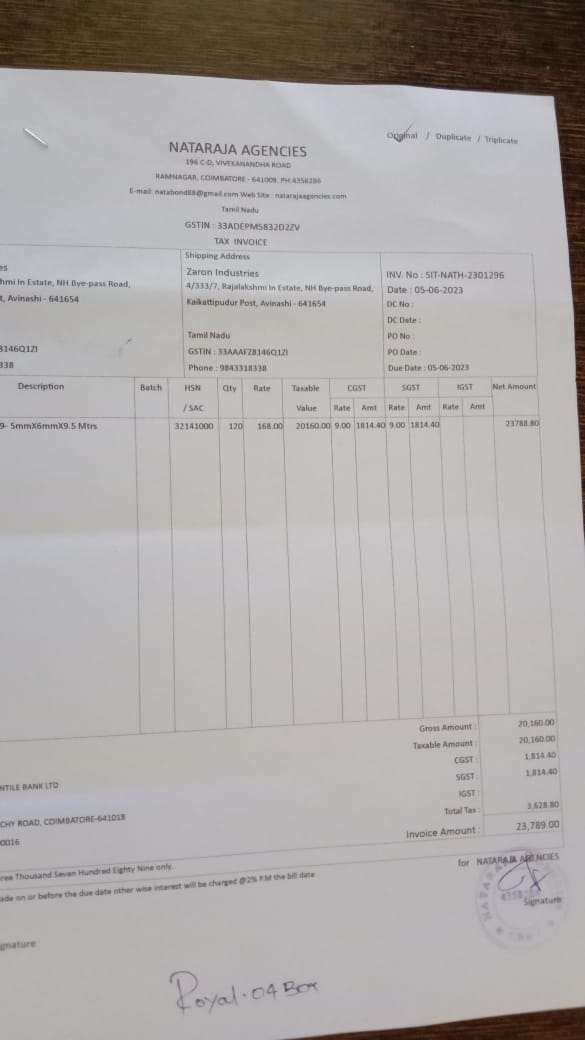 Original / Duplicate / Triplicate
NATARAJA AGENCIES
196 C-D, VIVEKANANDHA ROAD
RAMNAGAR, COIMBATORE - 641009. PH:4358286
E-mail: natabond88@gmail.com Web Site : natarajaagencies.com
Tamil Nadu
GSTIN : 33ADEPM5832D2ZV
TAX INVOICE
es
hmi In Estate, NH Bye-pass Road,
t, Avinashi - 641654
8146Q1ZI
338
Shipping Address
Zaron Industries
4/333/7, Rajalakshmi In Estate, NH Bye-pass Road,
Kaikattipudur Post, Avinashi - 641654
Tamil Nadu
GSTIN : 33AAAFZ8146Q1ZI
Phone : 9843318338
INV. No : SIT-NATH-2301296
Date : 05-06-2023
DC No :
DC Date :
PO No :
PO Date :
Due Date : 05-06-2023
Description Batch HSN Qty Rate Taxable CGST SGST IGST Net Amount
/ SAC Value Rate Amt Rate Amt Rate Amt
9- 5mmX6mmX9.5 Mtrs 32141000 120 168.00 20160.00 9.00 1814.40 9.00 1814.40 23788.80
Gross Amount : 20,160.00
Taxable Amount : 20,160.00
CGST : 1,814.40
SGST : 1,814.40
IGST :
Total Tax : 3,628.80
Invoice Amount : 23,789.00
NTILE BANK LTD
CHY ROAD, COIMBATORE-641018
0016
ree Thousand Seven Hundred Eighty Nine only.
ade on or before the due date other wise interest will be charged @2% P.M the bill date
for NATARAJA AGENCIES
Signature
gnature
Royal-04 Box